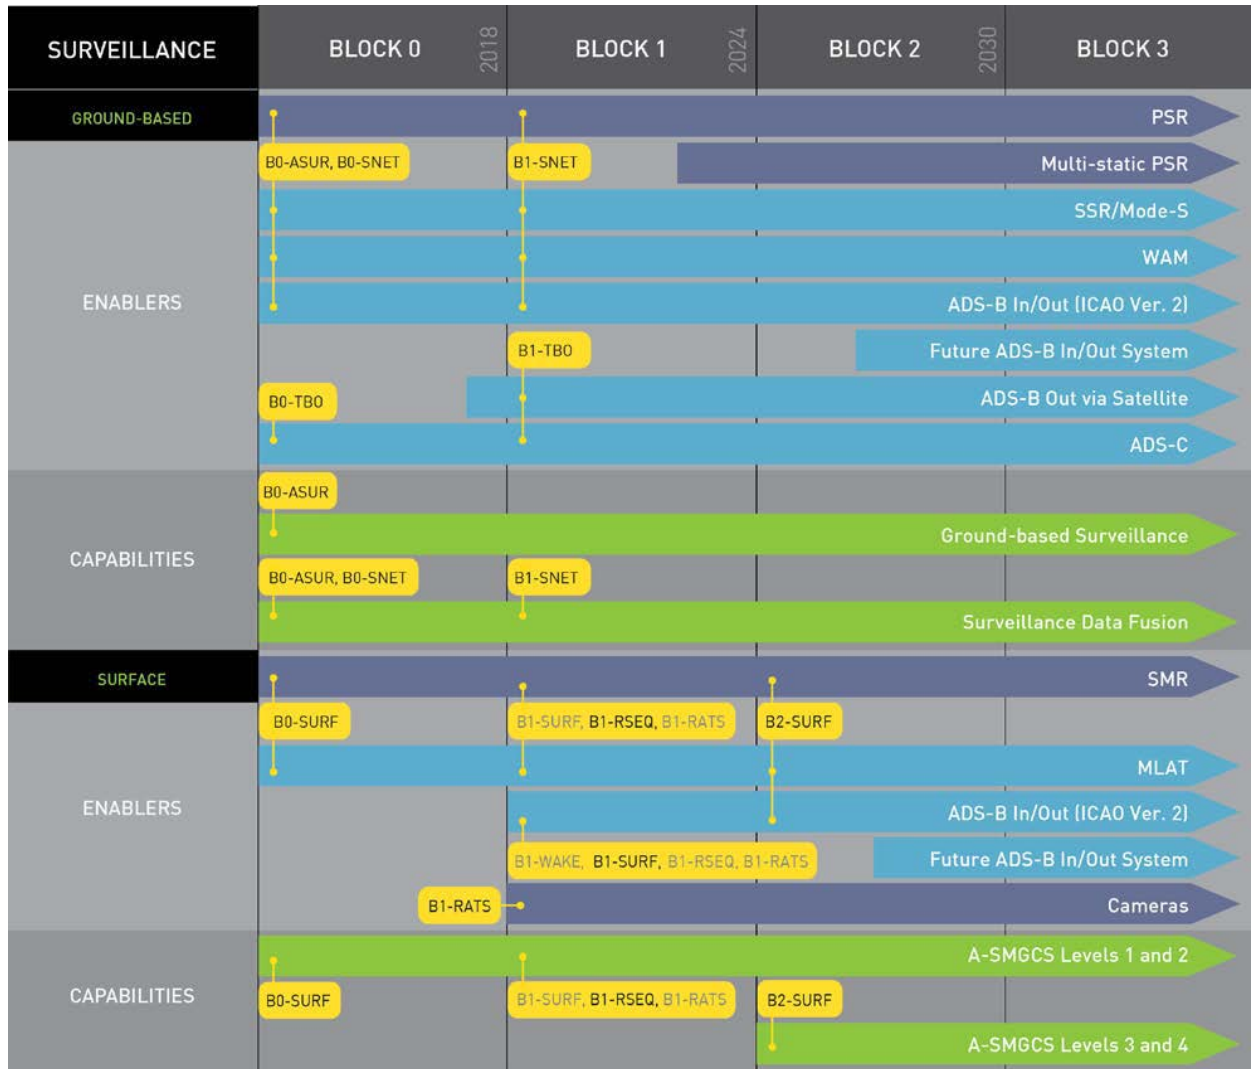 SURVEILLANCE
BLOCK 0
2018
BLOCK 1
2024
BLOCK 2
2030
BLOCK 3
GROUND-BASED
PSR
B0-ASUR, B0-SNET
B1-SNET
Multi-static PSR
SSR/Mode-S
WAM
ENABLERS
ADS-B In/Out (ICAO Ver. 2)
B1-TBO
Future ADS-B In/Out System
B0-TBO
ADS-B Out via Satellite
ADS-C
B0-ASUR
Ground-based Surveillance
CAPABILITIES
B0-ASUR, B0-SNET
B1-SNET
Surveillance Data Fusion
SURFACE
SMR
B0-SURF
B1-SURF, B1-RSEQ, B1-RATS
B2-SURF
MLAT
ENABLERS
ADS-B In/Out (ICAO Ver. 2)
B1-WAKE, B1-SURF, B1-RSEQ, B1-RATS
Future ADS-B In/Out System
B1-RATS
Cameras
A-SMGCS Levels 1 and 2
CAPABILITIES
B0-SURF
B1-SURF, B1-RSEQ, B1-RATS
B2-SURF
A-SMGCS Levels 3 and 4